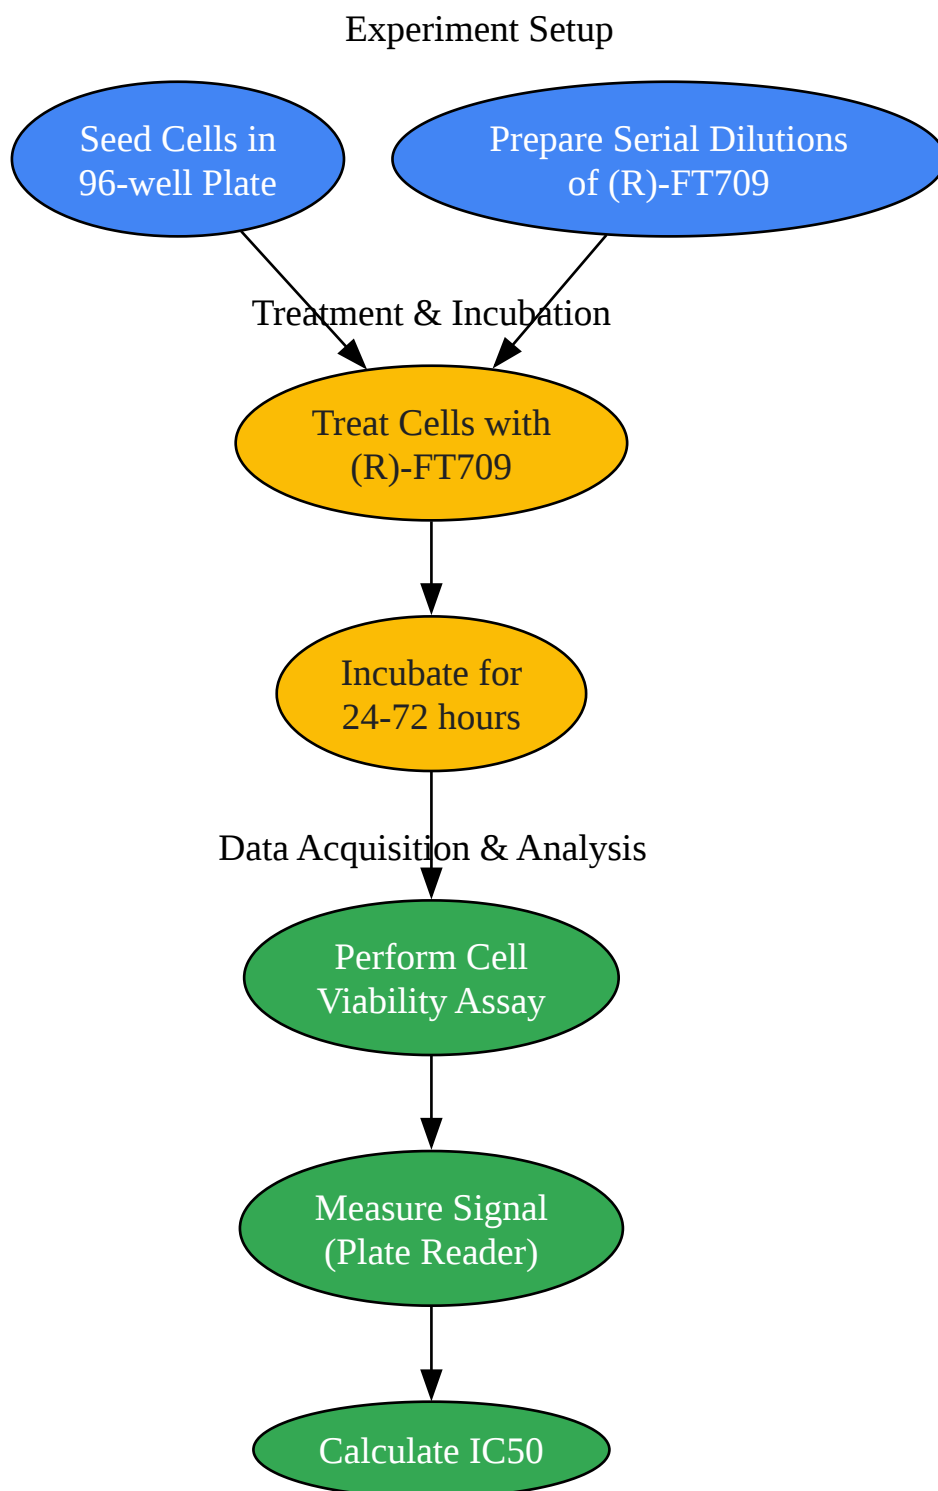 Experiment Setup
Seed Cells in
96-well Plate
Prepare Serial Dilutions
of (R)-FT709
Treatment & Incubation
Treat Cells with
(R)-FT709
Incubate for
24-72 hours
Data Acquisition & Analysis
Perform Cell
Viability Assay
Measure Signal
(Plate Reader)
Calculate IC50